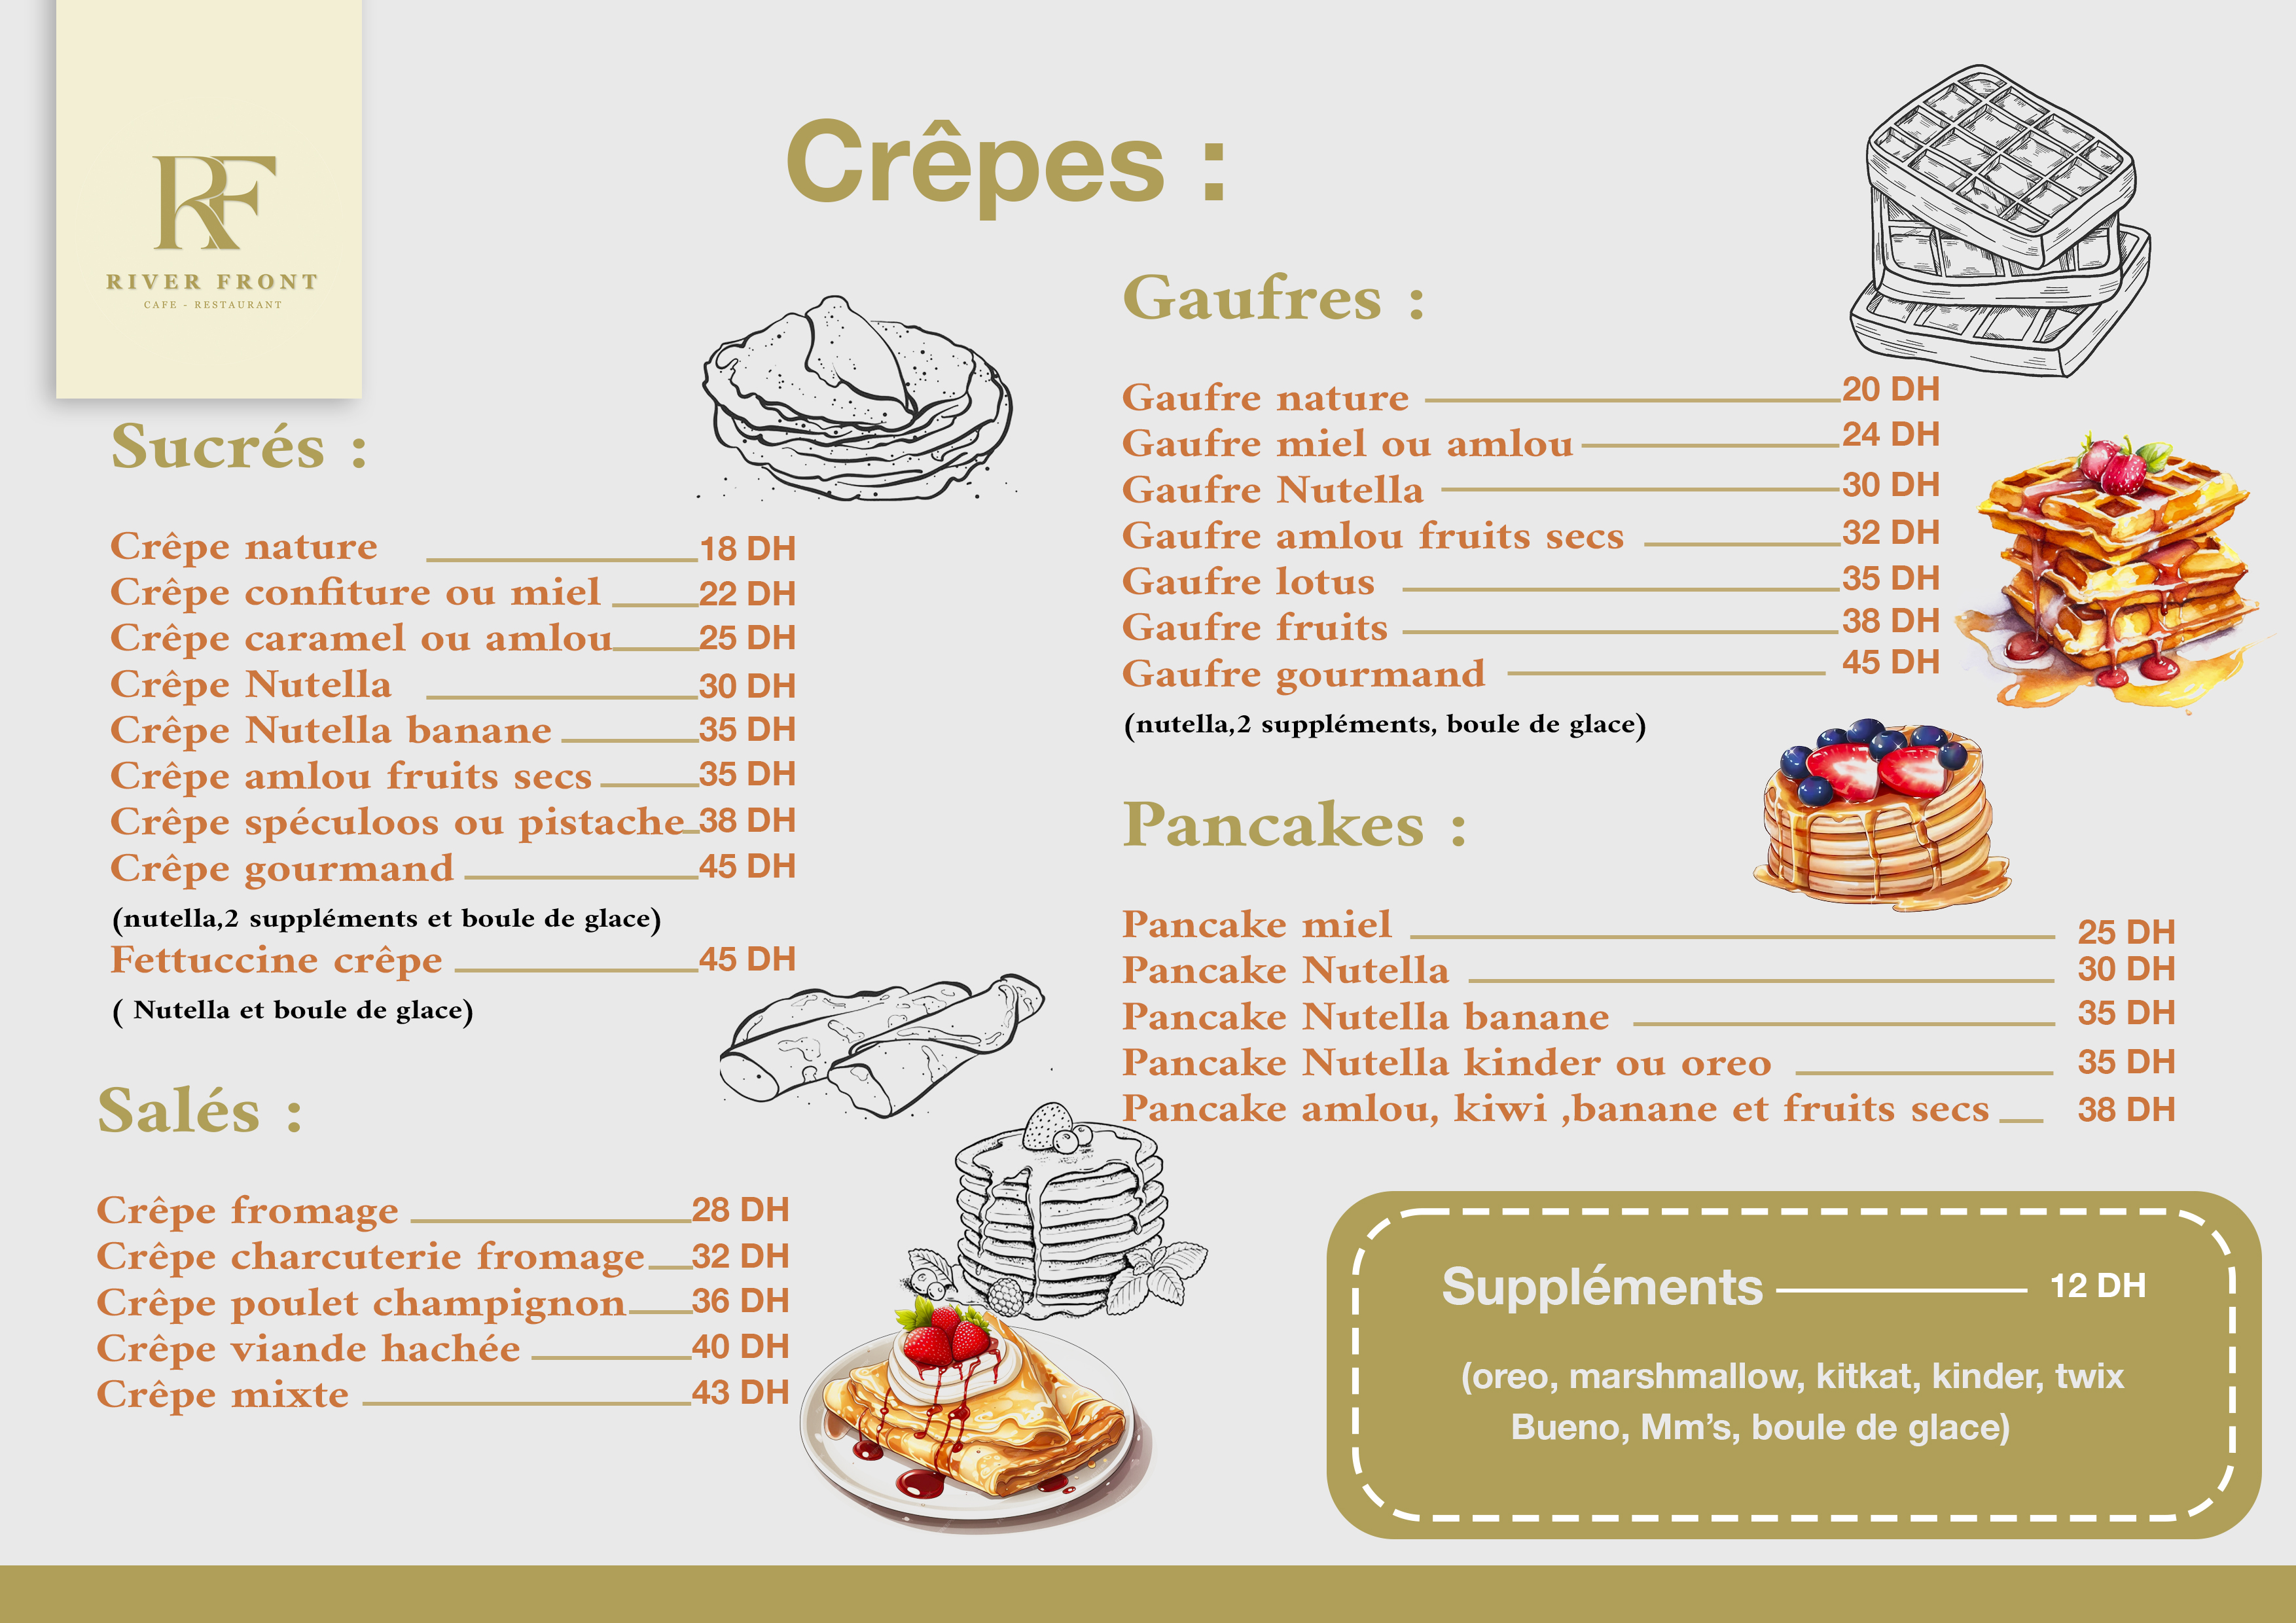 RF
RIVER FRONT
CAFE - RESTAURANT
Crêpes :
Sucrés :
Crêpe nature 18 DH
Crêpe confiture ou miel 22 DH
Crêpe caramel ou amlou 25 DH
Crêpe Nutella 30 DH
Crêpe Nutella banane 35 DH
Crêpe amlou fruits secs 35 DH
Crêpe spéculoos ou pistache 38 DH
Crêpe gourmand 45 DH
(nutella,2 suppléments et boule de glace)
Fettuccine crêpe 45 DH
( Nutella et boule de glace)
Salés :
Crêpe fromage 28 DH
Crêpe charcuterie fromage 32 DH
Crêpe poulet champignon 36 DH
Crêpe viande hachée 40 DH
Crêpe mixte 43 DH
Gaufres :
Gaufre nature 20 DH
Gaufre miel ou amlou 24 DH
Gaufre Nutella 30 DH
Gaufre amlou fruits secs 32 DH
Gaufre lotus 35 DH
Gaufre fruits 38 DH
Gaufre gourmand 45 DH
(nutella,2 suppléments, boule de glace)
Pancakes :
Pancake miel 25 DH
Pancake Nutella 30 DH
Pancake Nutella banane 35 DH
Pancake Nutella kinder ou oreo 35 DH
Pancake amlou, kiwi ,banane et fruits secs 38 DH
Suppléments 12 DH
(oreo, marshmallow, kitkat, kinder, twix
Bueno, Mm’s, boule de glace)